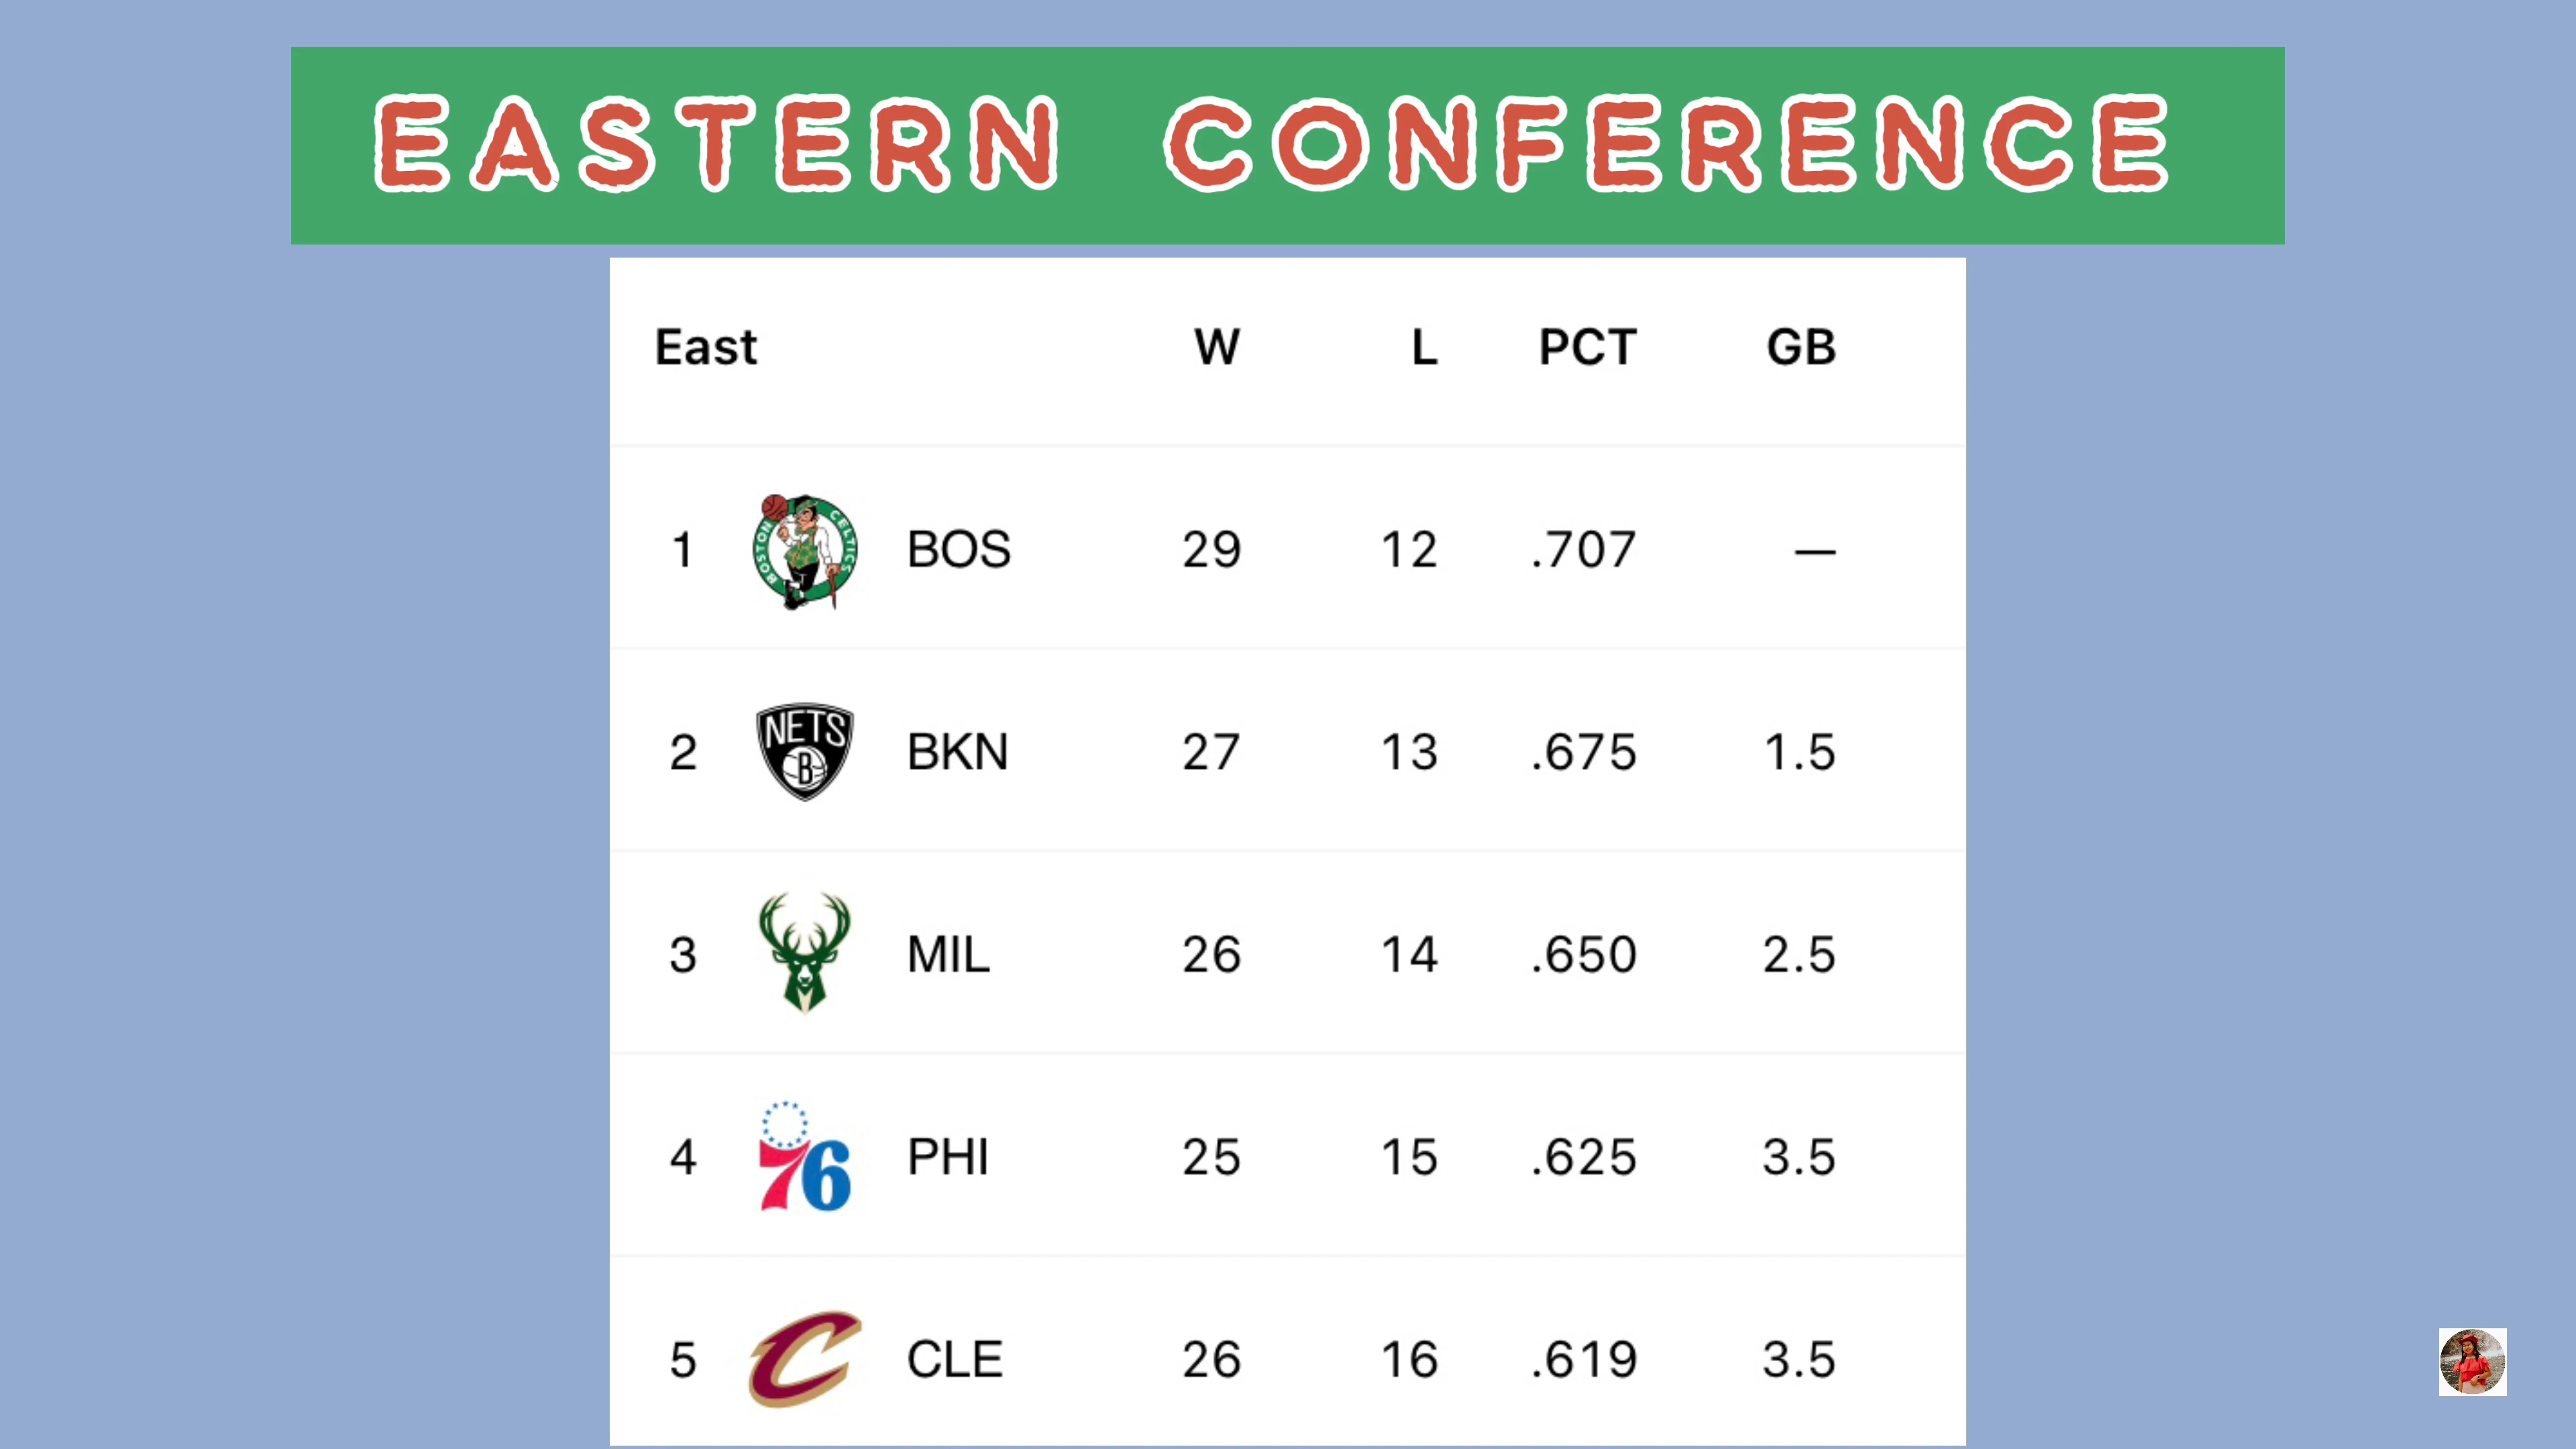 EASTERN CONFERENCE
East W L PCT GB
1 BOSTON CELTICS BOS 29 12 .707 —
2 NETS B BKN 27 13 .675 1.5
3 MIL 26 14 .650 2.5
4 76 PHI 25 15 .625 3.5
5 C CLE 26 16 .619 3.5